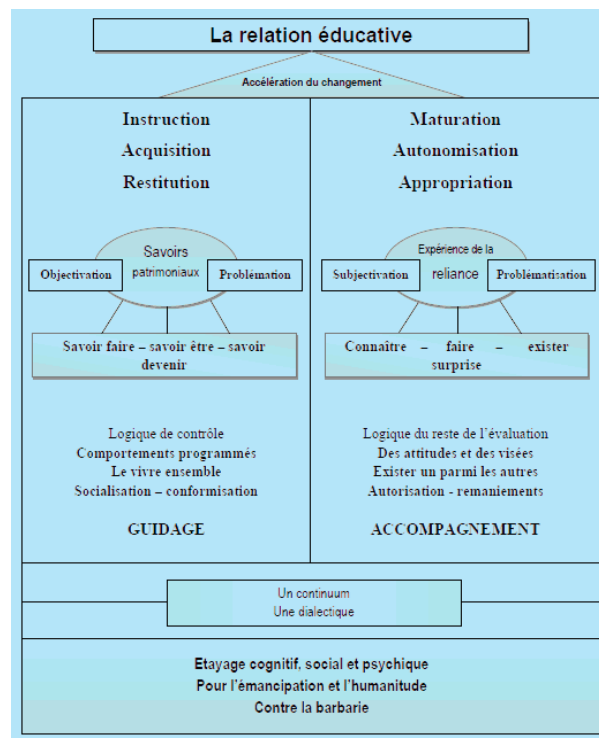 La relation éducative
Accélération du changement
Instruction
Acquisition
Restitution
Savoirs
patrimoniaux
Objectivation
Problémation
Savoir faire – savoir être – savoir
devenir
Logique de contrôle
Comportements programmés
Le vivre ensemble
Socialisation – conformisation
GUIDAGE
Maturation
Autonomisation
Appropriation
Expérience de la
reliance
Subjectivation
Problématisation
Connaître – faire – exister
surprise
Logique du reste de l'évaluation
Des attitudes et des visées
Exister un parmi les autres
Autorisation - remaniements
ACCOMPAGNEMENT
Un continuum
Une dialectique
Etayage cognitif, social et psychique
Pour l'émancipation et l'humanitude
Contre la barbarie